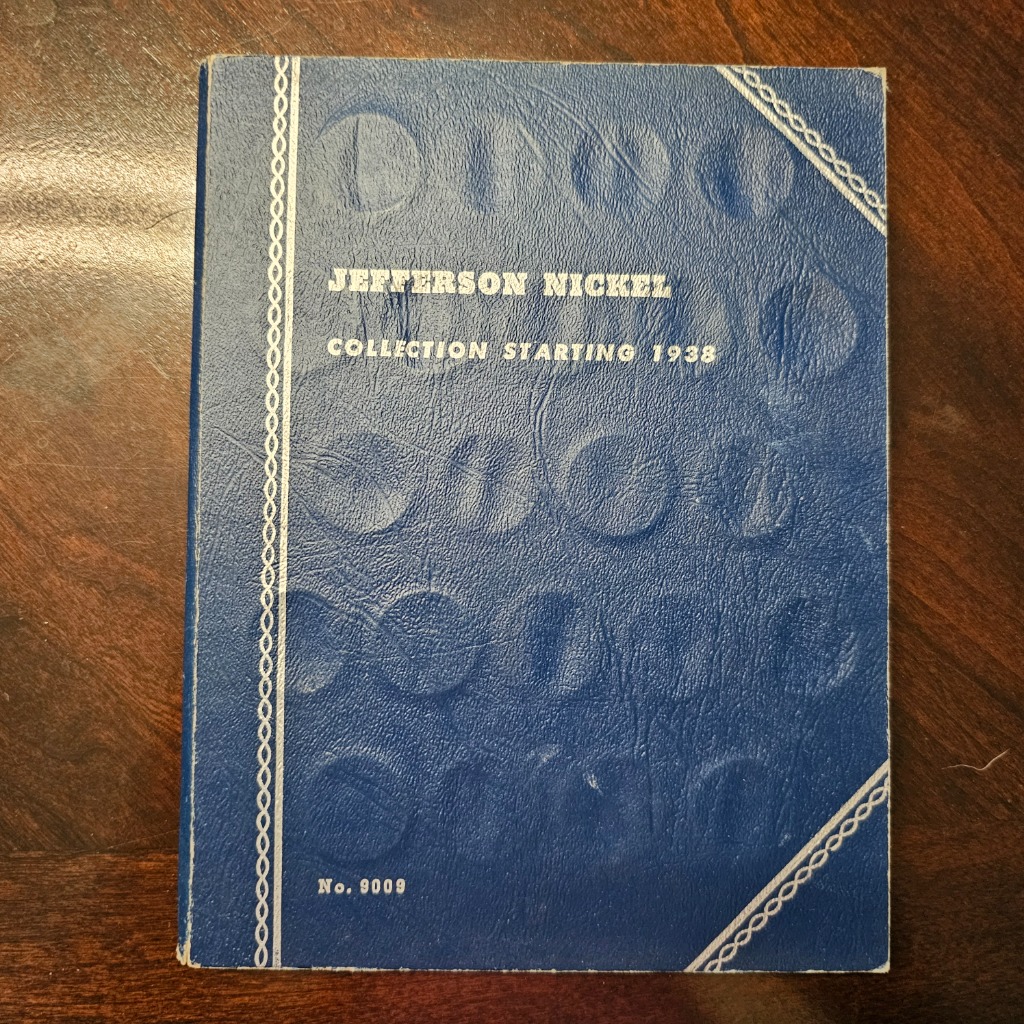 JEFFERSON NICKEL
COLLECTION STARTING 1938
No. 9009